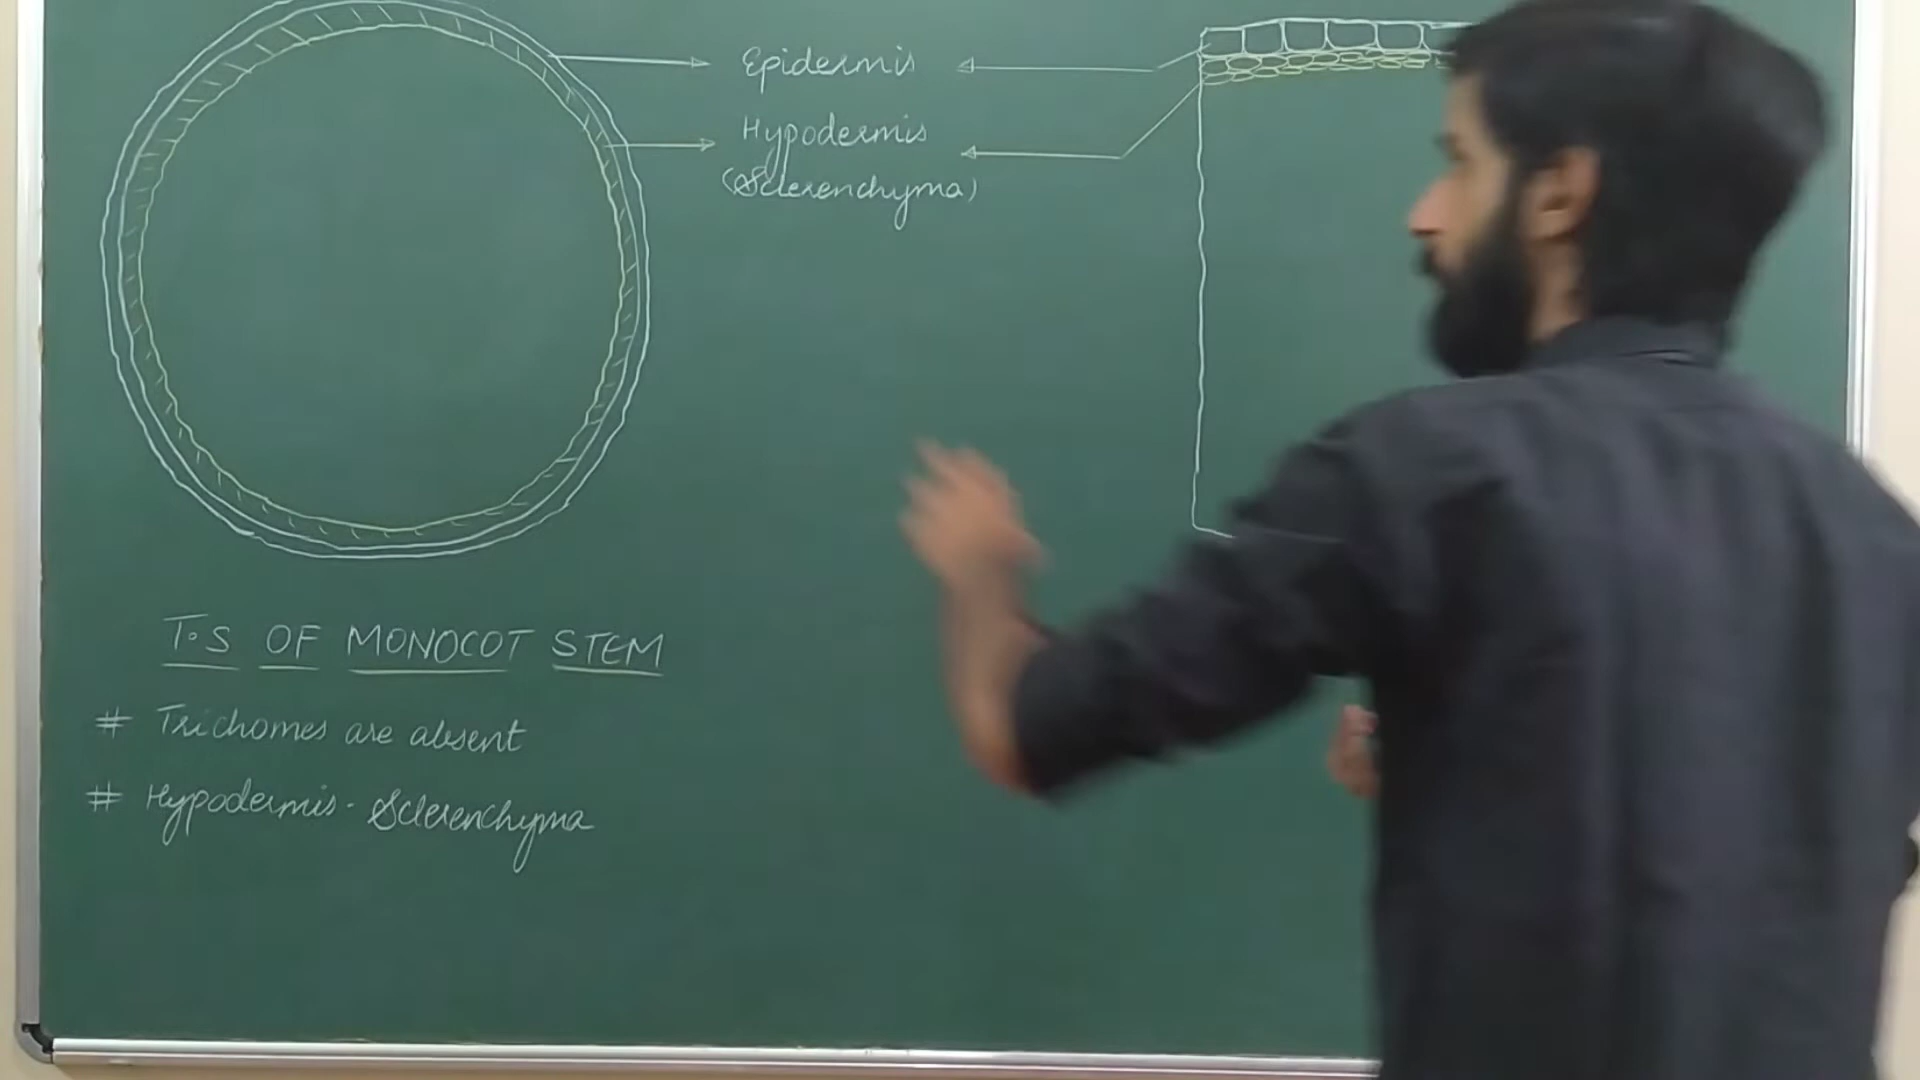 Epidermis
Hypodermis
(Sclerenchyma)
T.S OF MONOCOT STEM
# Trichomes are absent
# Hypodermis - Sclerenchyma